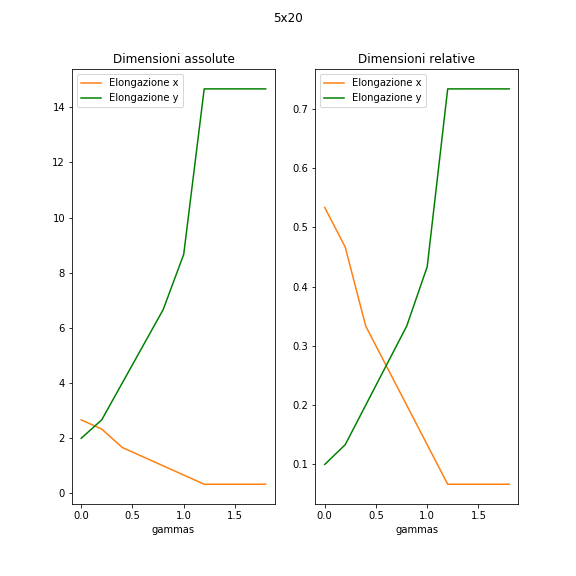 5x20
Dimensioni assolute
Elongazione x
Elongazione y
14
12
10
8
6
4
2
0
0.0 0.5 1.0 1.5
gammas
Dimensioni relative
Elongazione x
Elongazione y
0.7
0.6
0.5
0.4
0.3
0.2
0.1
0.0 0.5 1.0 1.5
gammas